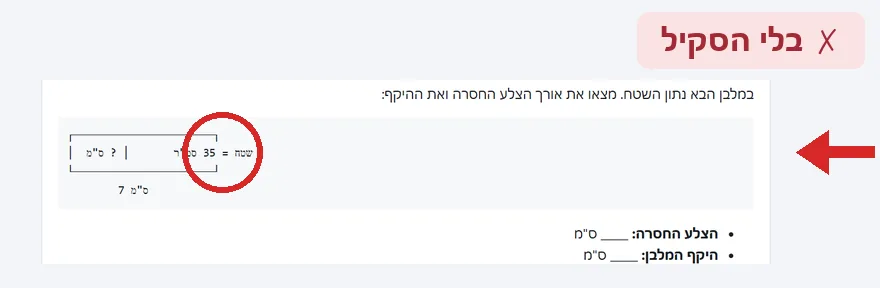 ✗ בלי הסקיל
במלבן הבא נתון השטח. מצאו את אורך הצלע החסרה ואת ההיקף:
שטח = 35 סמ"ר | ? ס"מ |
7 ס"מ
• הצלע החסרה: ____ ס"מ
• היקף המלבן: ____ ס"מ